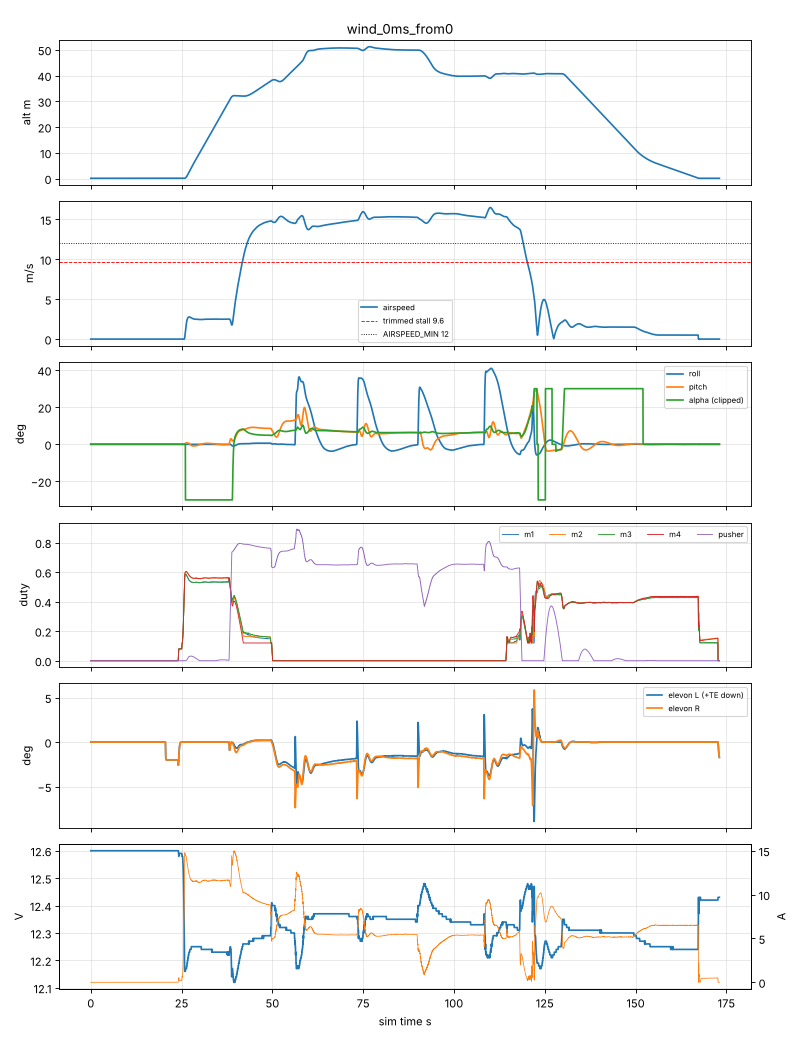 wind_0ms_from0
50
40
30
20
10
0
alt m
15
10
5
0
m/s
airspeed
trimmed stall 9.6
AIRSPEED_MIN 12
40
20
0
−20
deg
roll
pitch
alpha (clipped)
0.8
0.6
0.4
0.2
0.0
duty
m1 m2 m3 m4 pusher
5
0
−5
deg
elevon L (+TE down)
elevon R
12.6
12.5
12.4
12.3
12.2
12.1
V
15
10
5
0
A
0 25 50 75 100 125 150 175
sim time s